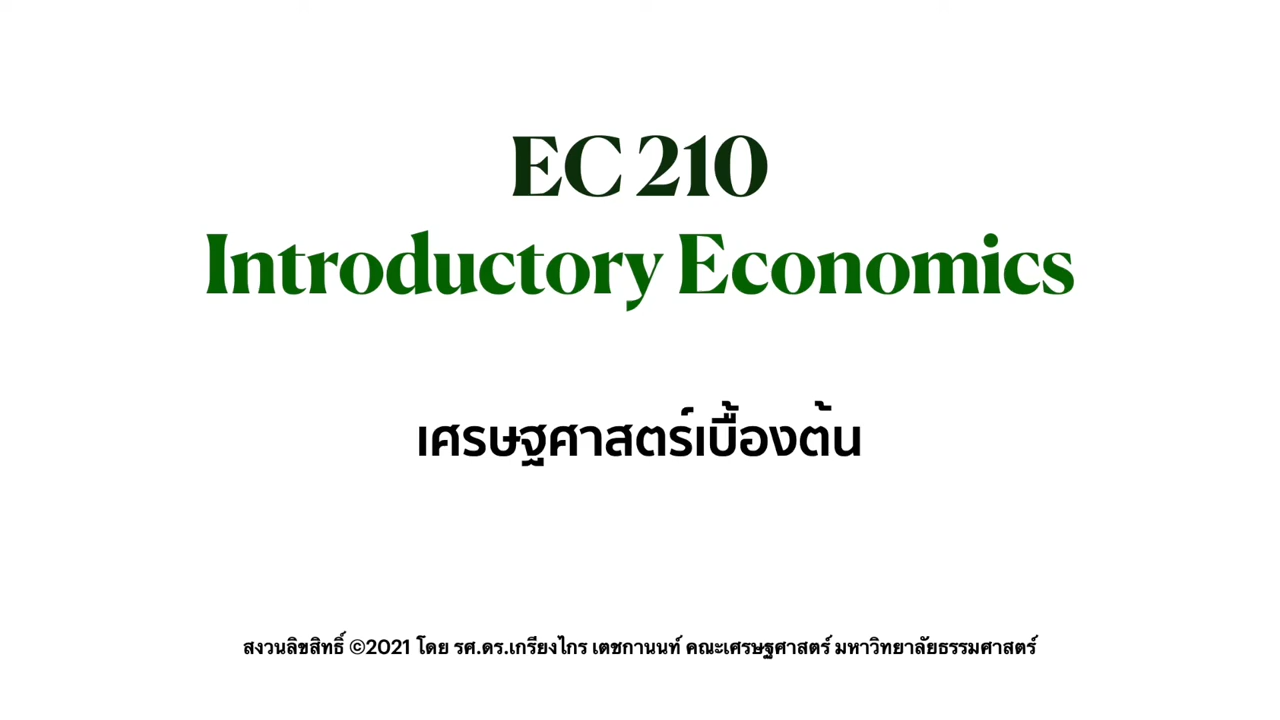 EC 210
Introductory Economics
เศรษฐศาสตร์เบื้องต้น
สงวนลิขสิทธิ์ ©2021 โดย รศ.ดร.เกรียงไกร เตชกานนท์ คณะเศรษฐศาสตร์ มหาวิทยาลัยธรรมศาสตร์